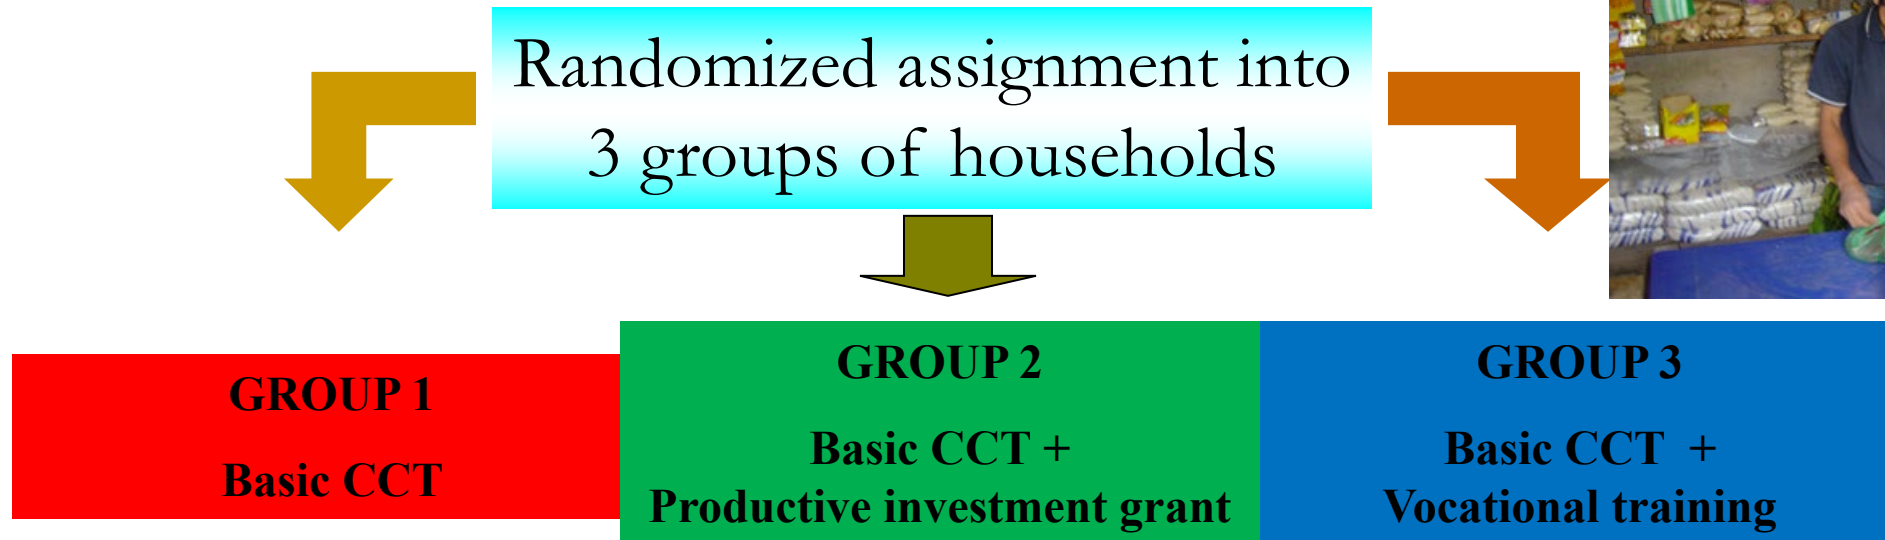 Randomized assignment into
3 groups of households
GROUP 1
Basic CCT
GROUP 2
Basic CCT +
Productive investment grant
GROUP 3
Basic CCT +
Vocational training